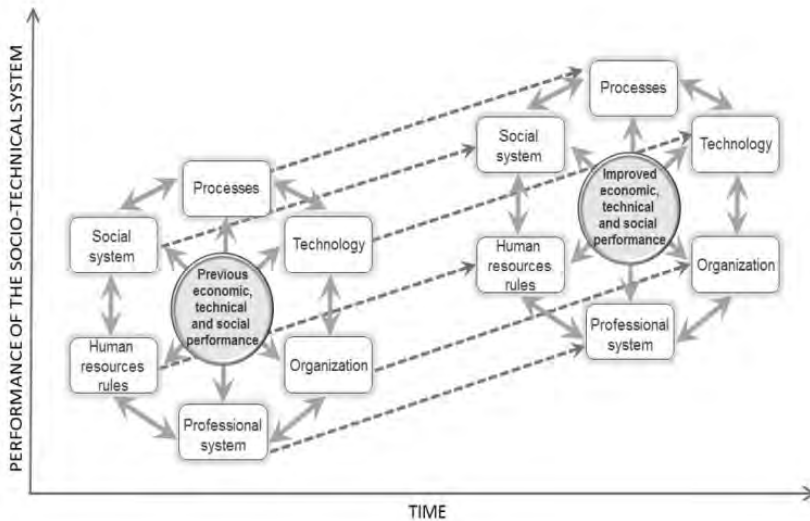 PERFORMANCE OF THE SOCIO-TECHNICAL SYSTEM
Processes
Social
system
Technology
Previous
economic,
technical
and social
performance
Human
resources
rules
Organization
Professional
system
Processes
Social
system
Technology
Improved
economic,
technical
and social
performance
Human
resources
rules
Organization
Professional
system
TIME